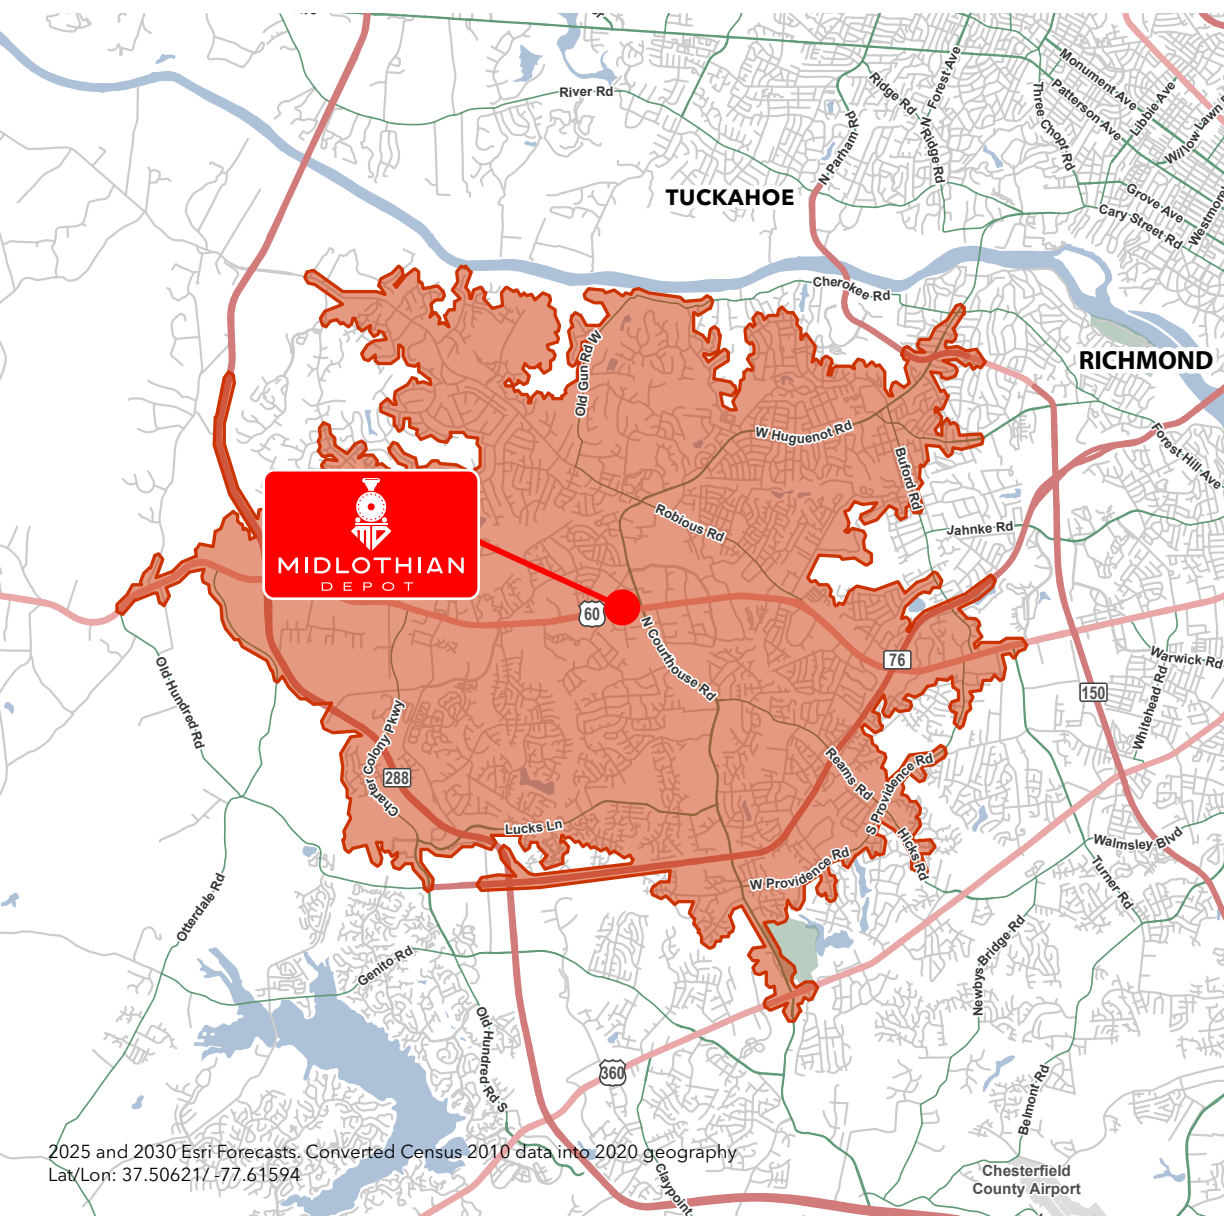 River Rd
Ridge Rd
N Forest Ave
Monument Ave
Patterson Ave
Three Chopt Rd
Libbie Ave
Willow Lawn
N Parham Rd
N Ridge Rd
TUCKAHOE
Grove Ave
Cary Street Rd
Westmorel
Cherokee Rd
RICHMOND
Old Gun Rd W
W Huguenot Rd
Forest Hill Ave
Buford Rd
Robious Rd
Jahnke Rd
MIDLOTHIAN
DEPOT
60
N Courthouse Rd
76
Warwick Rd
Old Hundred Rd
150
Whitehead Rd
Charter Colony Pkwy
288
Reams Rd
S Providence Rd
Lucks Ln
Hicks Rd
Walmsley Blvd
W Providence Rd
Turner Rd
Otterdale Rd
Genito Rd
Newbys Bridge Rd
Old Hundred Rd S
360
Belmont Rd
2025 and 2030 Esri Forecasts. Converted Census 2010 data into 2020 geography
Lat/Lon: 37.50621/ -77.61594
Claypoint
Chesterfield
County Airport